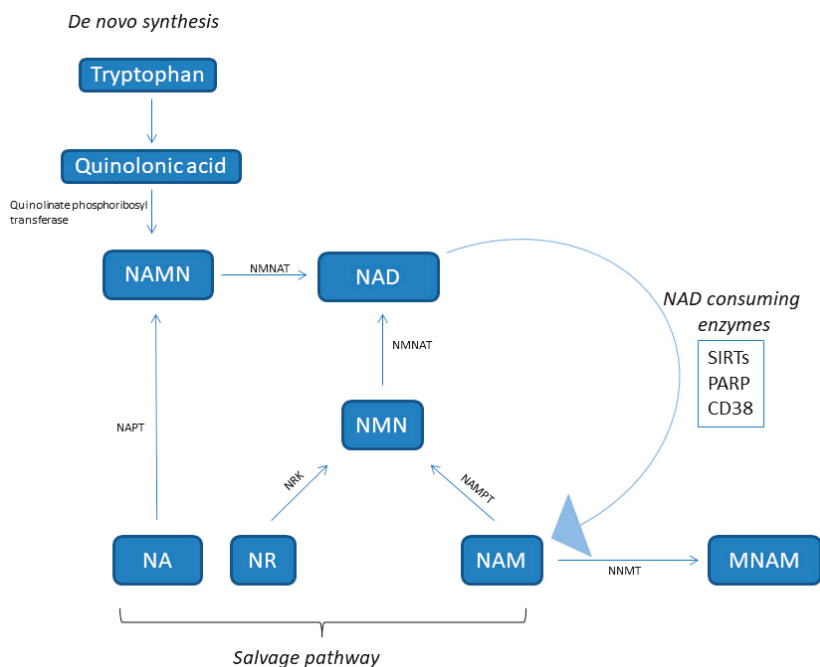 De novo synthesis
Tryptophan
Quinolonic acid
Quinolinate phosphoribosyl
transferase
NAMN
NMNAT
NAD
NAD consuming
enzymes
SIRTs
PARP
CD38
NMNAT
NMN
NAPT
NRK
NAMPT
NA
NR
NAM
NNMT
MNAM
Salvage pathway